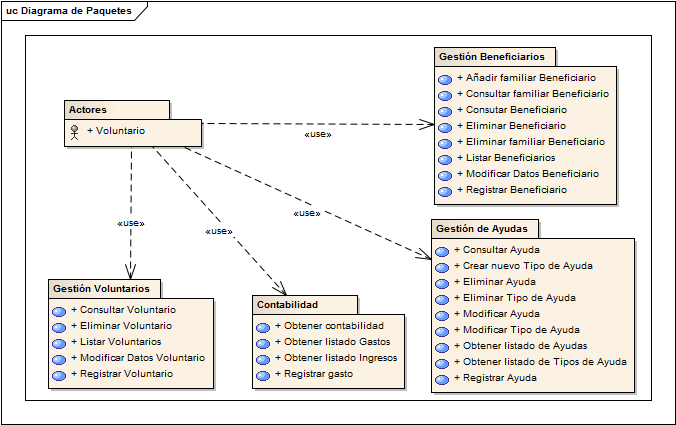 uc Diagrama de Paquetes
Actores
+ Voluntario
«use»
«use»
«use»
«use»
Gestión Beneficiarios
+ Añadir familiar Beneficiario
+ Consultar familiar Beneficiario
+ Consutar Beneficiario
+ Eliminar Beneficiario
+ Eliminar familiar Beneficiario
+ Listar Beneficiarios
+ Modificar Datos Beneficiario
+ Registrar Beneficiario
Gestión de Ayudas
+ Consultar Ayuda
+ Crear nuevo Tipo de Ayuda
+ Eliminar Ayuda
+ Eliminar Tipo de Ayuda
+ Modificar Ayuda
+ Modificar Tipo de Ayuda
+ Obtener listado de Ayudas
+ Obtener listado de Tipos de Ayuda
+ Registrar Ayuda
Gestión Voluntarios
+ Consultar Voluntario
+ Eliminar Voluntario
+ Listar Voluntarios
+ Modificar Datos Voluntario
+ Registrar Voluntario
Contabilidad
+ Obtener contabilidad
+ Obtener listado Gastos
+ Obtener listado Ingresos
+ Registrar gasto